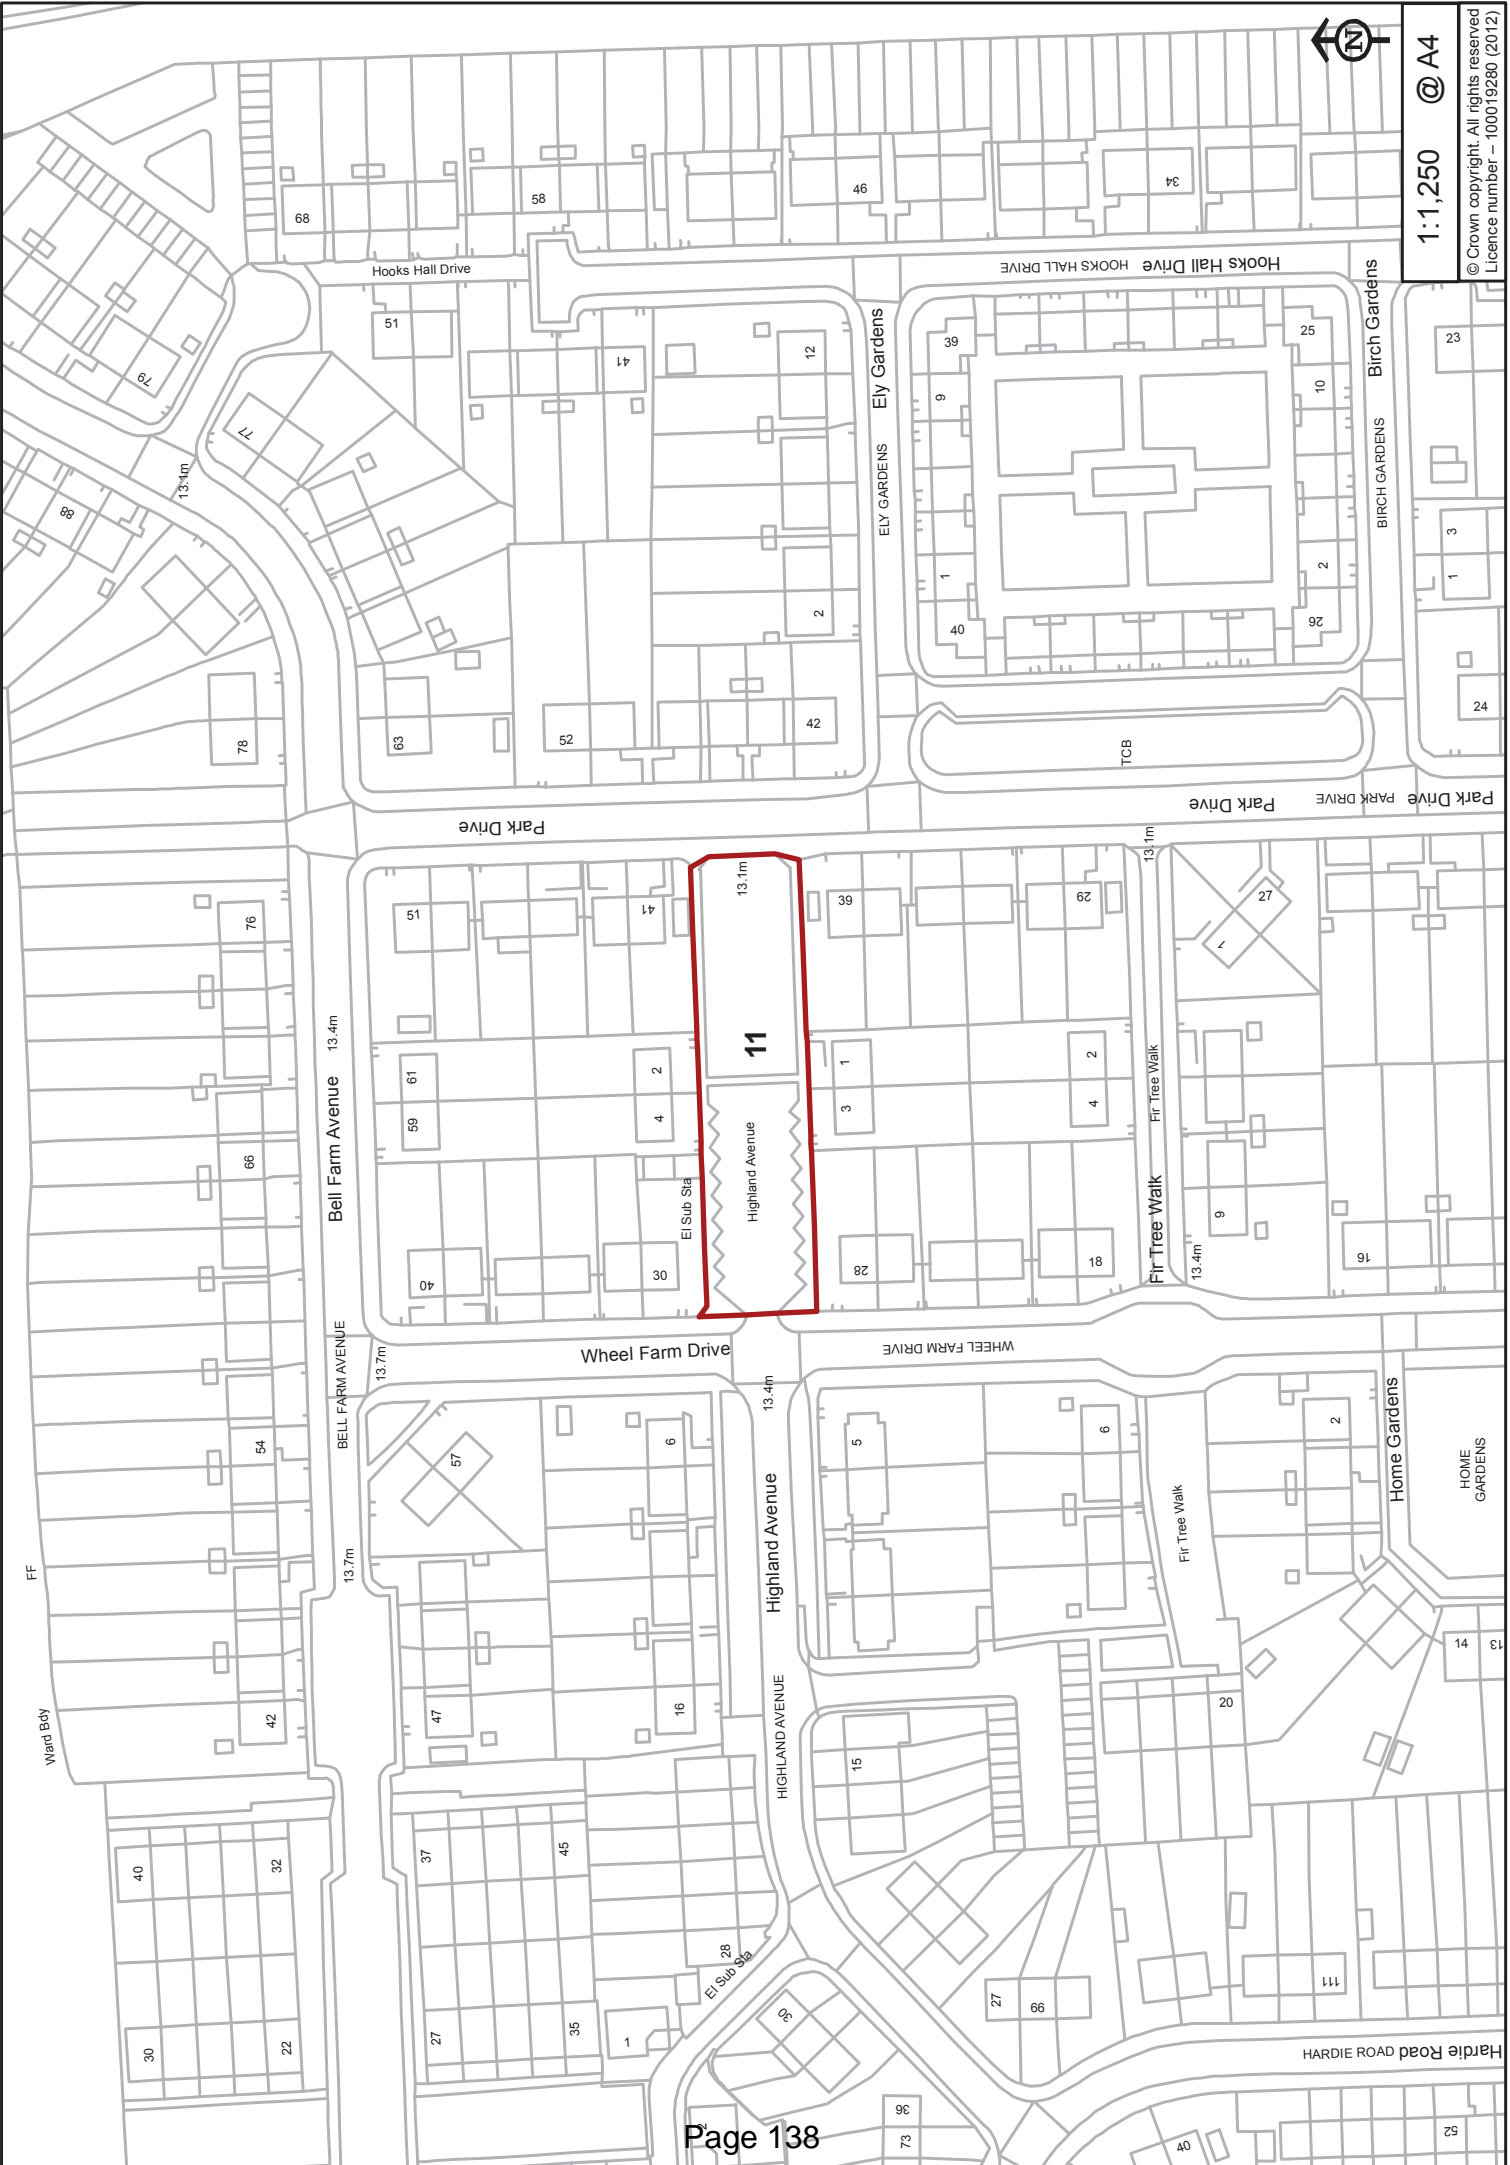 N
1:1,250 @ A4
© Crown copyright. All rights reserved
Licence number – 100019280 (2012)
68
58
46
34
Hooks Hall Drive
HOOKS HALL DRIVE
Hooks Hall Drive
79
51
41
12
Ely Gardens
39
9
25
10
Birch Gardens
23
77
13.1m
88
ELY GARDENS
BIRCH GARDENS
3
1
1
2
2
40
26
24
78
63
52
42
TCB
Park Drive
Park Drive
PARK DRIVE
Park Drive
76
51
41
13.1m
39
29
13.1m
27
7
13.4m
11
Bell Farm Avenue
61
59
2
4
1
3
2
4
Fir Tree Walk
66
El Sub Sta
Highland Avenue
Fir Tree Walk
9
40
30
28
18
13.4m
16
BELL FARM AVENUE
13.7m
Wheel Farm Drive
WHEEL FARM DRIVE
13.4m
54
57
6
5
6
2
Home Gardens
HOME
GARDENS
FF
13.7m
Highland Avenue
Fir Tree Walk
Ward Bdy
42
47
16
HIGHLAND AVENUE
15
20
14
13
40
32
37
45
28
El Sub Sta
30
22
27
35
1
30
27
66
111
HARDIE ROAD
Hardie Road
2
36
73
40
52
Page 138